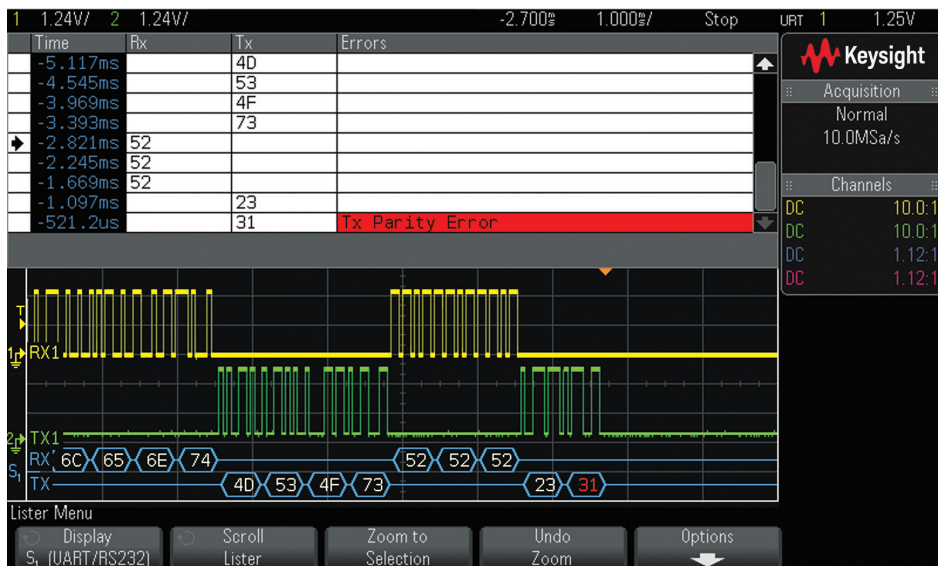 1 1.24V/ 2 1.24V/ -2.700ms 1.000ms/ Stop URT 1 1.25V
Time Rx Tx Errors
-5.117ms 4D
-4.545ms 53
-3.969ms 4F
-3.393ms 73
-2.821ms 52
-2.245ms 52
-1.669ms 52
-1.097ms 23
-521.2us 31 Tx Parity Error
Keysight
Acquisition
Normal
10.0MSa/s
Channels
DC 10.0:1
DC 10.0:1
DC 1.12:1
DC 1.12:1
T
1 RX1
2 TX1
S1
RX 6C 65 6E 74 52 52 52
TX 4D 53 4F 73 23 31
Lister Menu
Display
S1 (UART/RS232)
Scroll
Lister
Zoom to
Selection
Undo
Zoom
Options